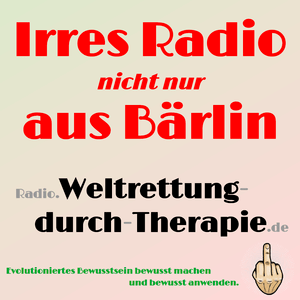 Irres Radio
nicht nur
aus Bärlin
Radio.Weltrettung-
durch-Therapie.de
Evolutioniertes Bewusstsein bewusst machen
und bewusst anwenden.